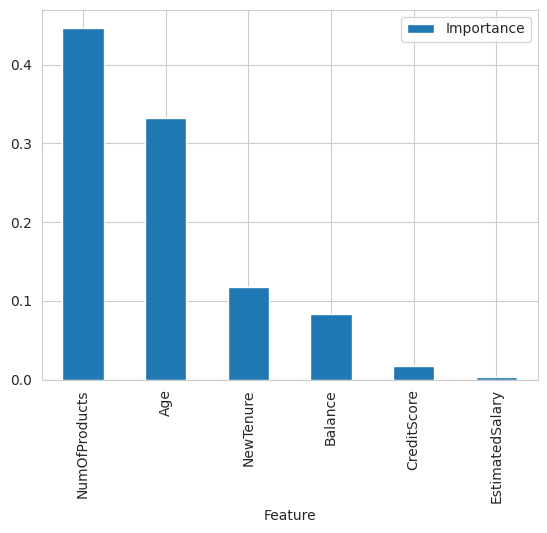 Importance
0.4
0.3
0.2
0.1
0.0
NumOfProducts
Age
NewTenure
Balance
CreditScore
EstimatedSalary
Feature